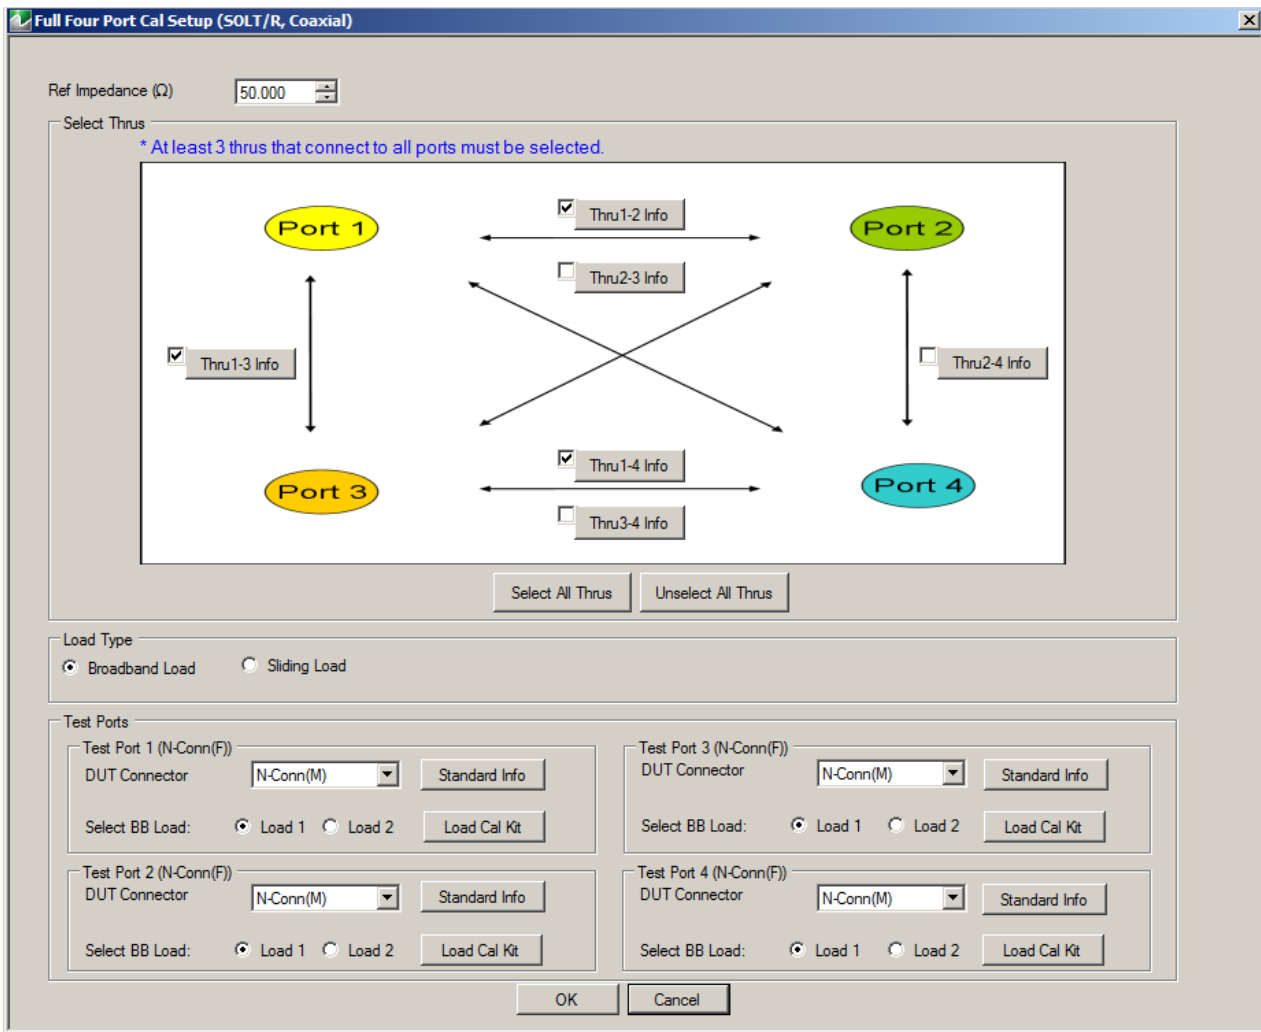 Full Four Port Cal Setup (SOLT/R, Coaxial)
Ref Impedance (Ω) 50.000
Select Thrus
* At least 3 thrus that connect to all ports must be selected.
Port 1 Thru1-2 Info Port 2
Thru2-3 Info
Thru1-3 Info Thru2-4 Info
Port 3 Thru1-4 Info Port 4
Thru3-4 Info
Select All Thrus Unselect All Thrus
Load Type
Broadband Load Sliding Load
Test Ports
Test Port 1 (N-Conn(F))
DUT Connector N-Conn(M) Standard Info
Select BB Load: Load 1 Load 2 Load Cal Kit
Test Port 3 (N-Conn(F))
DUT Connector N-Conn(M) Standard Info
Select BB Load: Load 1 Load 2 Load Cal Kit
Test Port 2 (N-Conn(F))
DUT Connector N-Conn(M) Standard Info
Select BB Load: Load 1 Load 2 Load Cal Kit
Test Port 4 (N-Conn(F))
DUT Connector N-Conn(M) Standard Info
Select BB Load: Load 1 Load 2 Load Cal Kit
OK Cancel